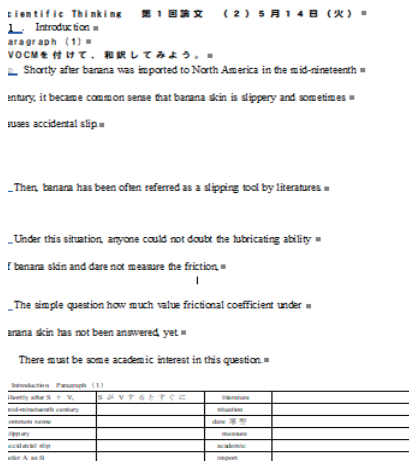 cientific Thinking 第1回論文 （2）5月14日（火）
1. Introduction
aragraph (1)
VOCMを付けて、和訳してみよう。
Shortly after banana was imported to North America in the mid-nineteenth
entury, it became common sense that banana skin is slippery and sometimes
auses accidental slip.
Then, banana has been often referred as a slipping tool by literatures.
Under this situation, anyone could not doubt the lubricating ability
f banana skin and dare not measure the friction,
The simple question how much value frictional coefficient under
anana skin has not been answered, yet.
There must be some academic interest in this question.
Introduction Paragraph (1)
Shortly after S + V, SがVするとすぐに literature
mid-nineteenth century situation
common sense dare 原型
slippery measure
accidental slip academic
refer A as B import